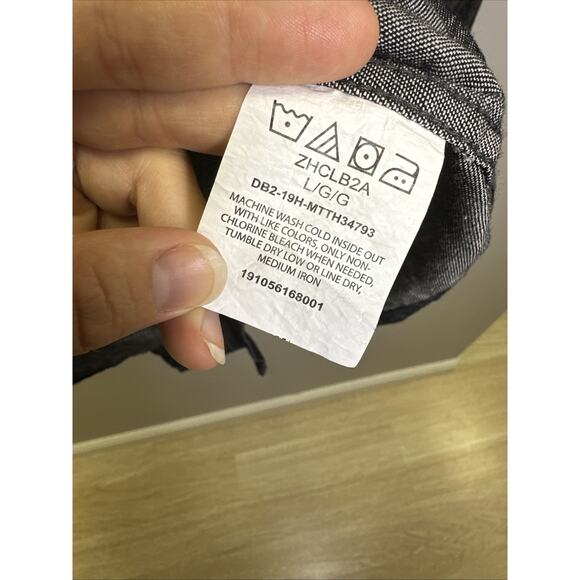 ZHCLB2A
L/G/G
DB2-19H-MTTH34793
MACHINE WASH COLD INSIDE OUT
WITH LIKE COLORS, ONLY NON-
CHLORINE BLEACH WHEN NEEDED,
TUMBLE DRY LOW OR LINE DRY,
MEDIUM IRON
191056168001